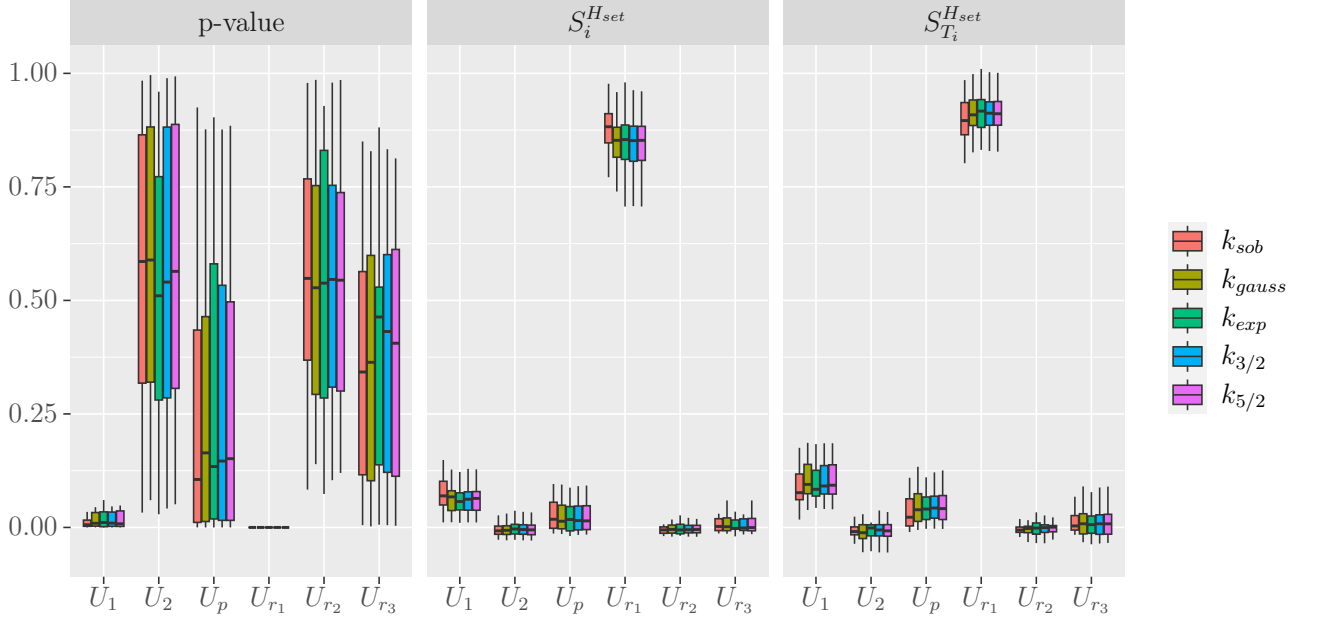 p-value
S_i^{H_{set}}
S_{T_i}^{H_{set}}
1.00
0.75
0.50
0.25
0.00
U_1 U_2 U_p U_{r_1} U_{r_2} U_{r_3}
U_1 U_2 U_p U_{r_1} U_{r_2} U_{r_3}
U_1 U_2 U_p U_{r_1} U_{r_2} U_{r_3}
k_{sob}
k_{gauss}
k_{exp}
k_{3/2}
k_{5/2}